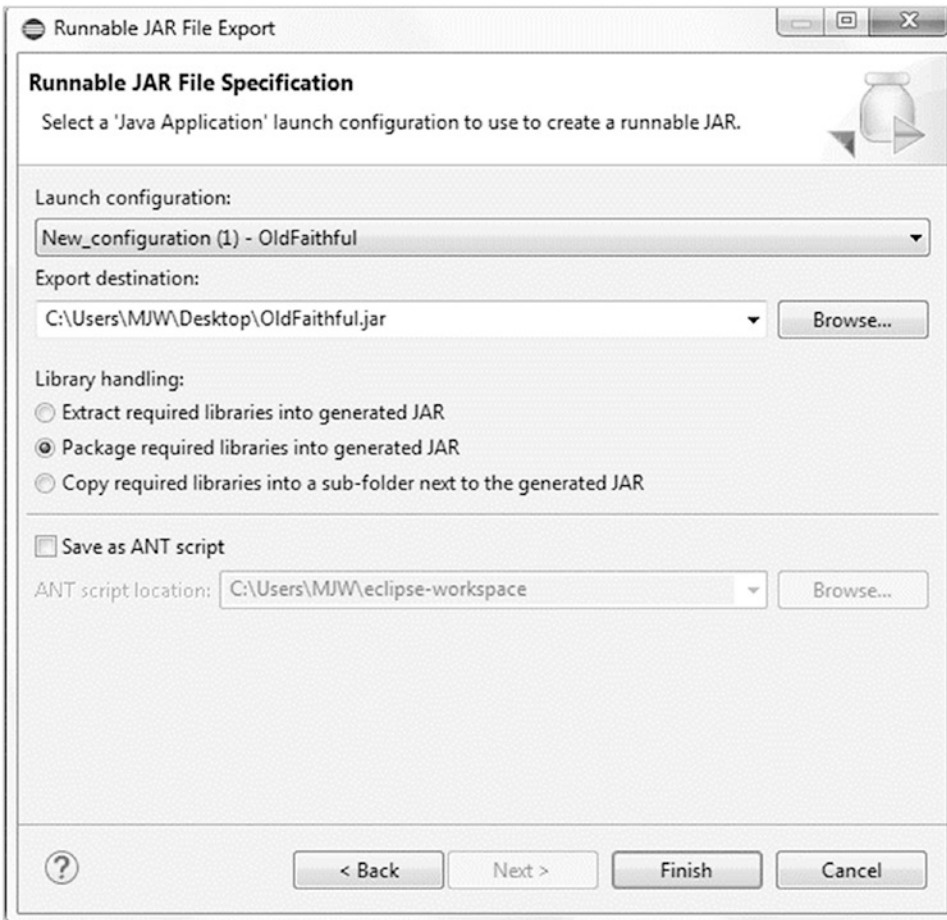 Runnable JAR File Export
Runnable JAR File Specification
Select a 'Java Application' launch configuration to use to create a runnable JAR.
Launch configuration:
New_configuration (1) - OldFaithful
Export destination:
C:\Users\MJW\Desktop\OldFaithful.jar
Browse...
Library handling:
Extract required libraries into generated JAR
Package required libraries into generated JAR
Copy required libraries into a sub-folder next to the generated JAR
Save as ANT script
ANT script location: C:\Users\MJW\eclipse-workspace Browse...
? < Back Next > Finish Cancel